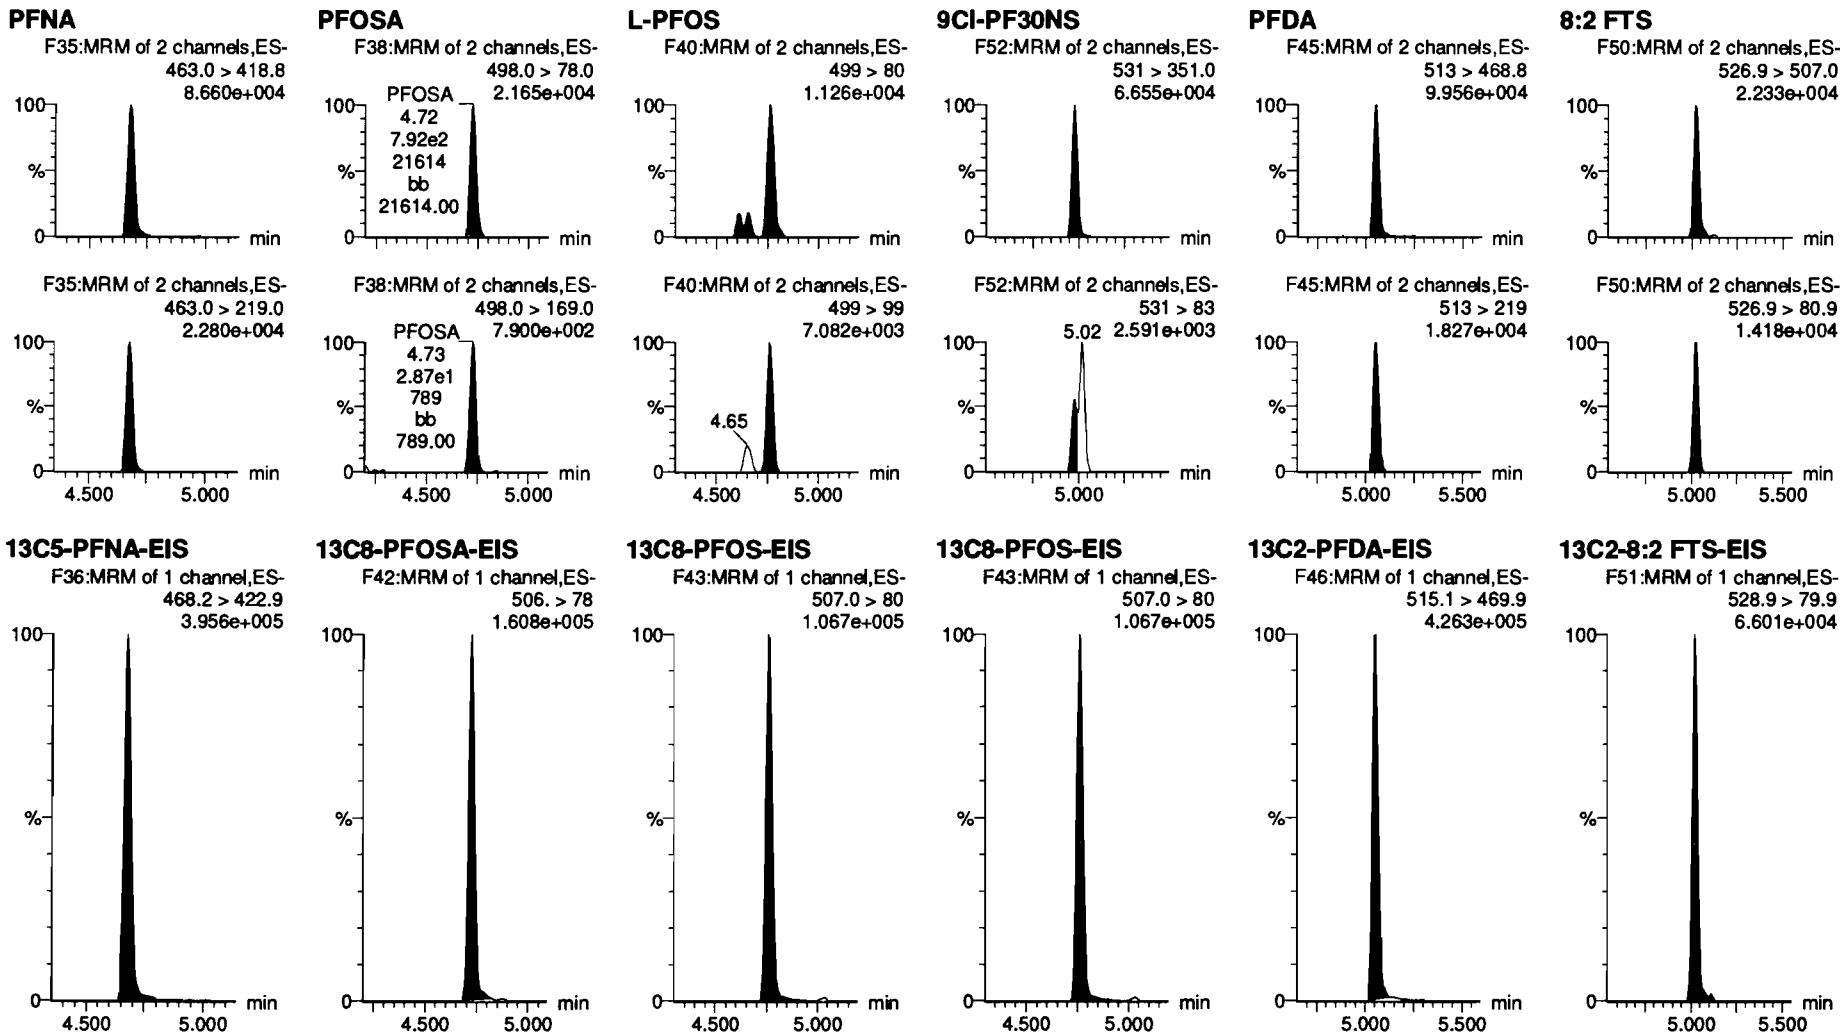 PFNA
F35:MRM of 2 channels,ES-
463.0 > 418.8
8.660e+004
100
%
0
min
F35:MRM of 2 channels,ES-
463.0 > 219.0
2.280e+004
100
%
0
min
4.500 5.000
PFOSA
F38:MRM of 2 channels,ES-
498.0 > 78.0
2.165e+004
PFOSA
4.72
7.92e2
21614
bb
21614.00
100
%
0
min
F38:MRM of 2 channels,ES-
498.0 > 169.0
7.900e+002
PFOSA
4.73
2.87e1
789
bb
789.00
100
%
0
min
4.500 5.000
L-PFOS
F40:MRM of 2 channels,ES-
499 > 80
1.126e+004
100
%
0
min
F40:MRM of 2 channels,ES-
499 > 99
7.082e+003
100
4.65
%
0
min
4.500 5.000
9Cl-PF30NS
F52:MRM of 2 channels,ES-
531 > 351.0
6.655e+004
100
%
0
min
F52:MRM of 2 channels,ES-
531 > 83
5.02 2.591e+003
100
%
0
min
5.000
PFDA
F45:MRM of 2 channels,ES-
513 > 468.8
9.956e+004
100
%
0
min
F45:MRM of 2 channels,ES-
513 > 219
1.827e+004
100
%
0
min
5.000 5.500
8:2 FTS
F50:MRM of 2 channels,ES-
526.9 > 507.0
2.233e+004
100
%
0
min
F50:MRM of 2 channels,ES-
526.9 > 80.9
1.418e+004
100
%
0
min
5.000 5.500
13C5-PFNA-EIS
F36:MRM of 1 channel,ES-
468.2 > 422.9
3.956e+005
100
%
0
min
4.500 5.000
13C8-PFOSA-EIS
F42:MRM of 1 channel,ES-
506. > 78
1.608e+005
100
%
0
min
4.500 5.000
13C8-PFOS-EIS
F43:MRM of 1 channel,ES-
507.0 > 80
1.067e+005
100
%
0
min
4.500 5.000
13C8-PFOS-EIS
F43:MRM of 1 channel,ES-
507.0 > 80
1.067e+005
100
%
0
min
4.500 5.000
13C2-PFDA-EIS
F46:MRM of 1 channel,ES-
515.1 > 469.9
4.263e+005
100
%
0
min
5.000 5.500
13C2-8:2 FTS-EIS
F51:MRM of 1 channel,ES-
528.9 > 79.9
6.601e+004
100
%
0
min
5.000 5.500